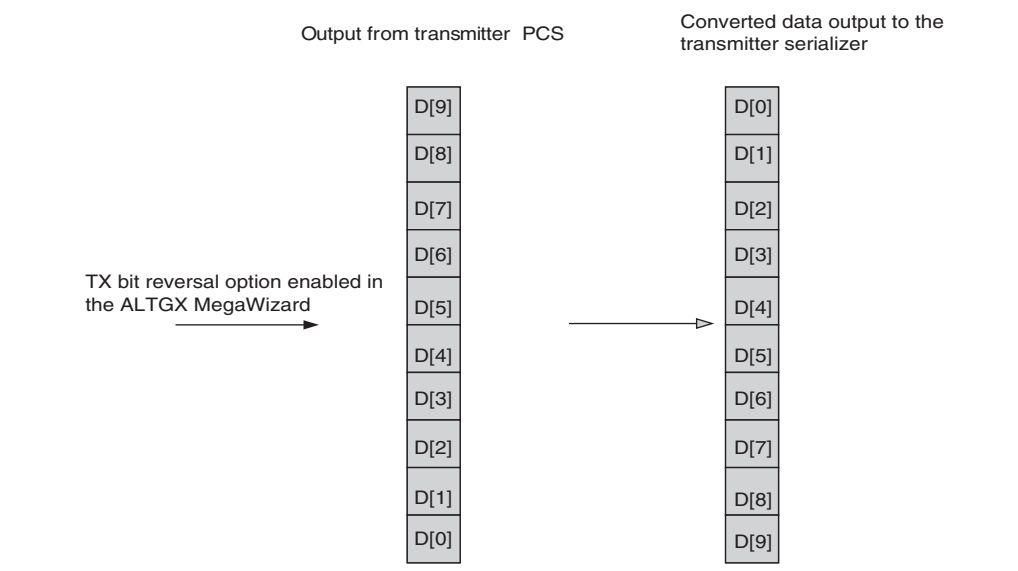 Output from transmitter PCS
Converted data output to the
transmitter serializer
TX bit reversal option enabled in
the ALTGX MegaWizard
D[9]
D[8]
D[7]
D[6]
D[5]
D[4]
D[3]
D[2]
D[1]
D[0]
D[0]
D[1]
D[2]
D[3]
D[4]
D[5]
D[6]
D[7]
D[8]
D[9]